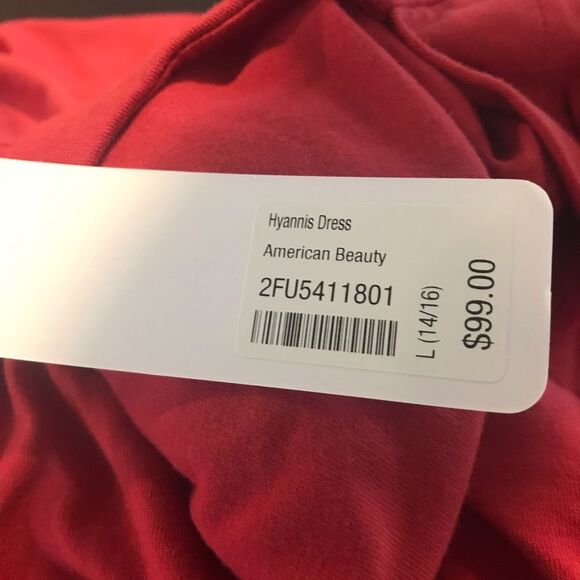 Hyannis Dress
American Beauty
2FU5411801
L (14/16)
$99.00